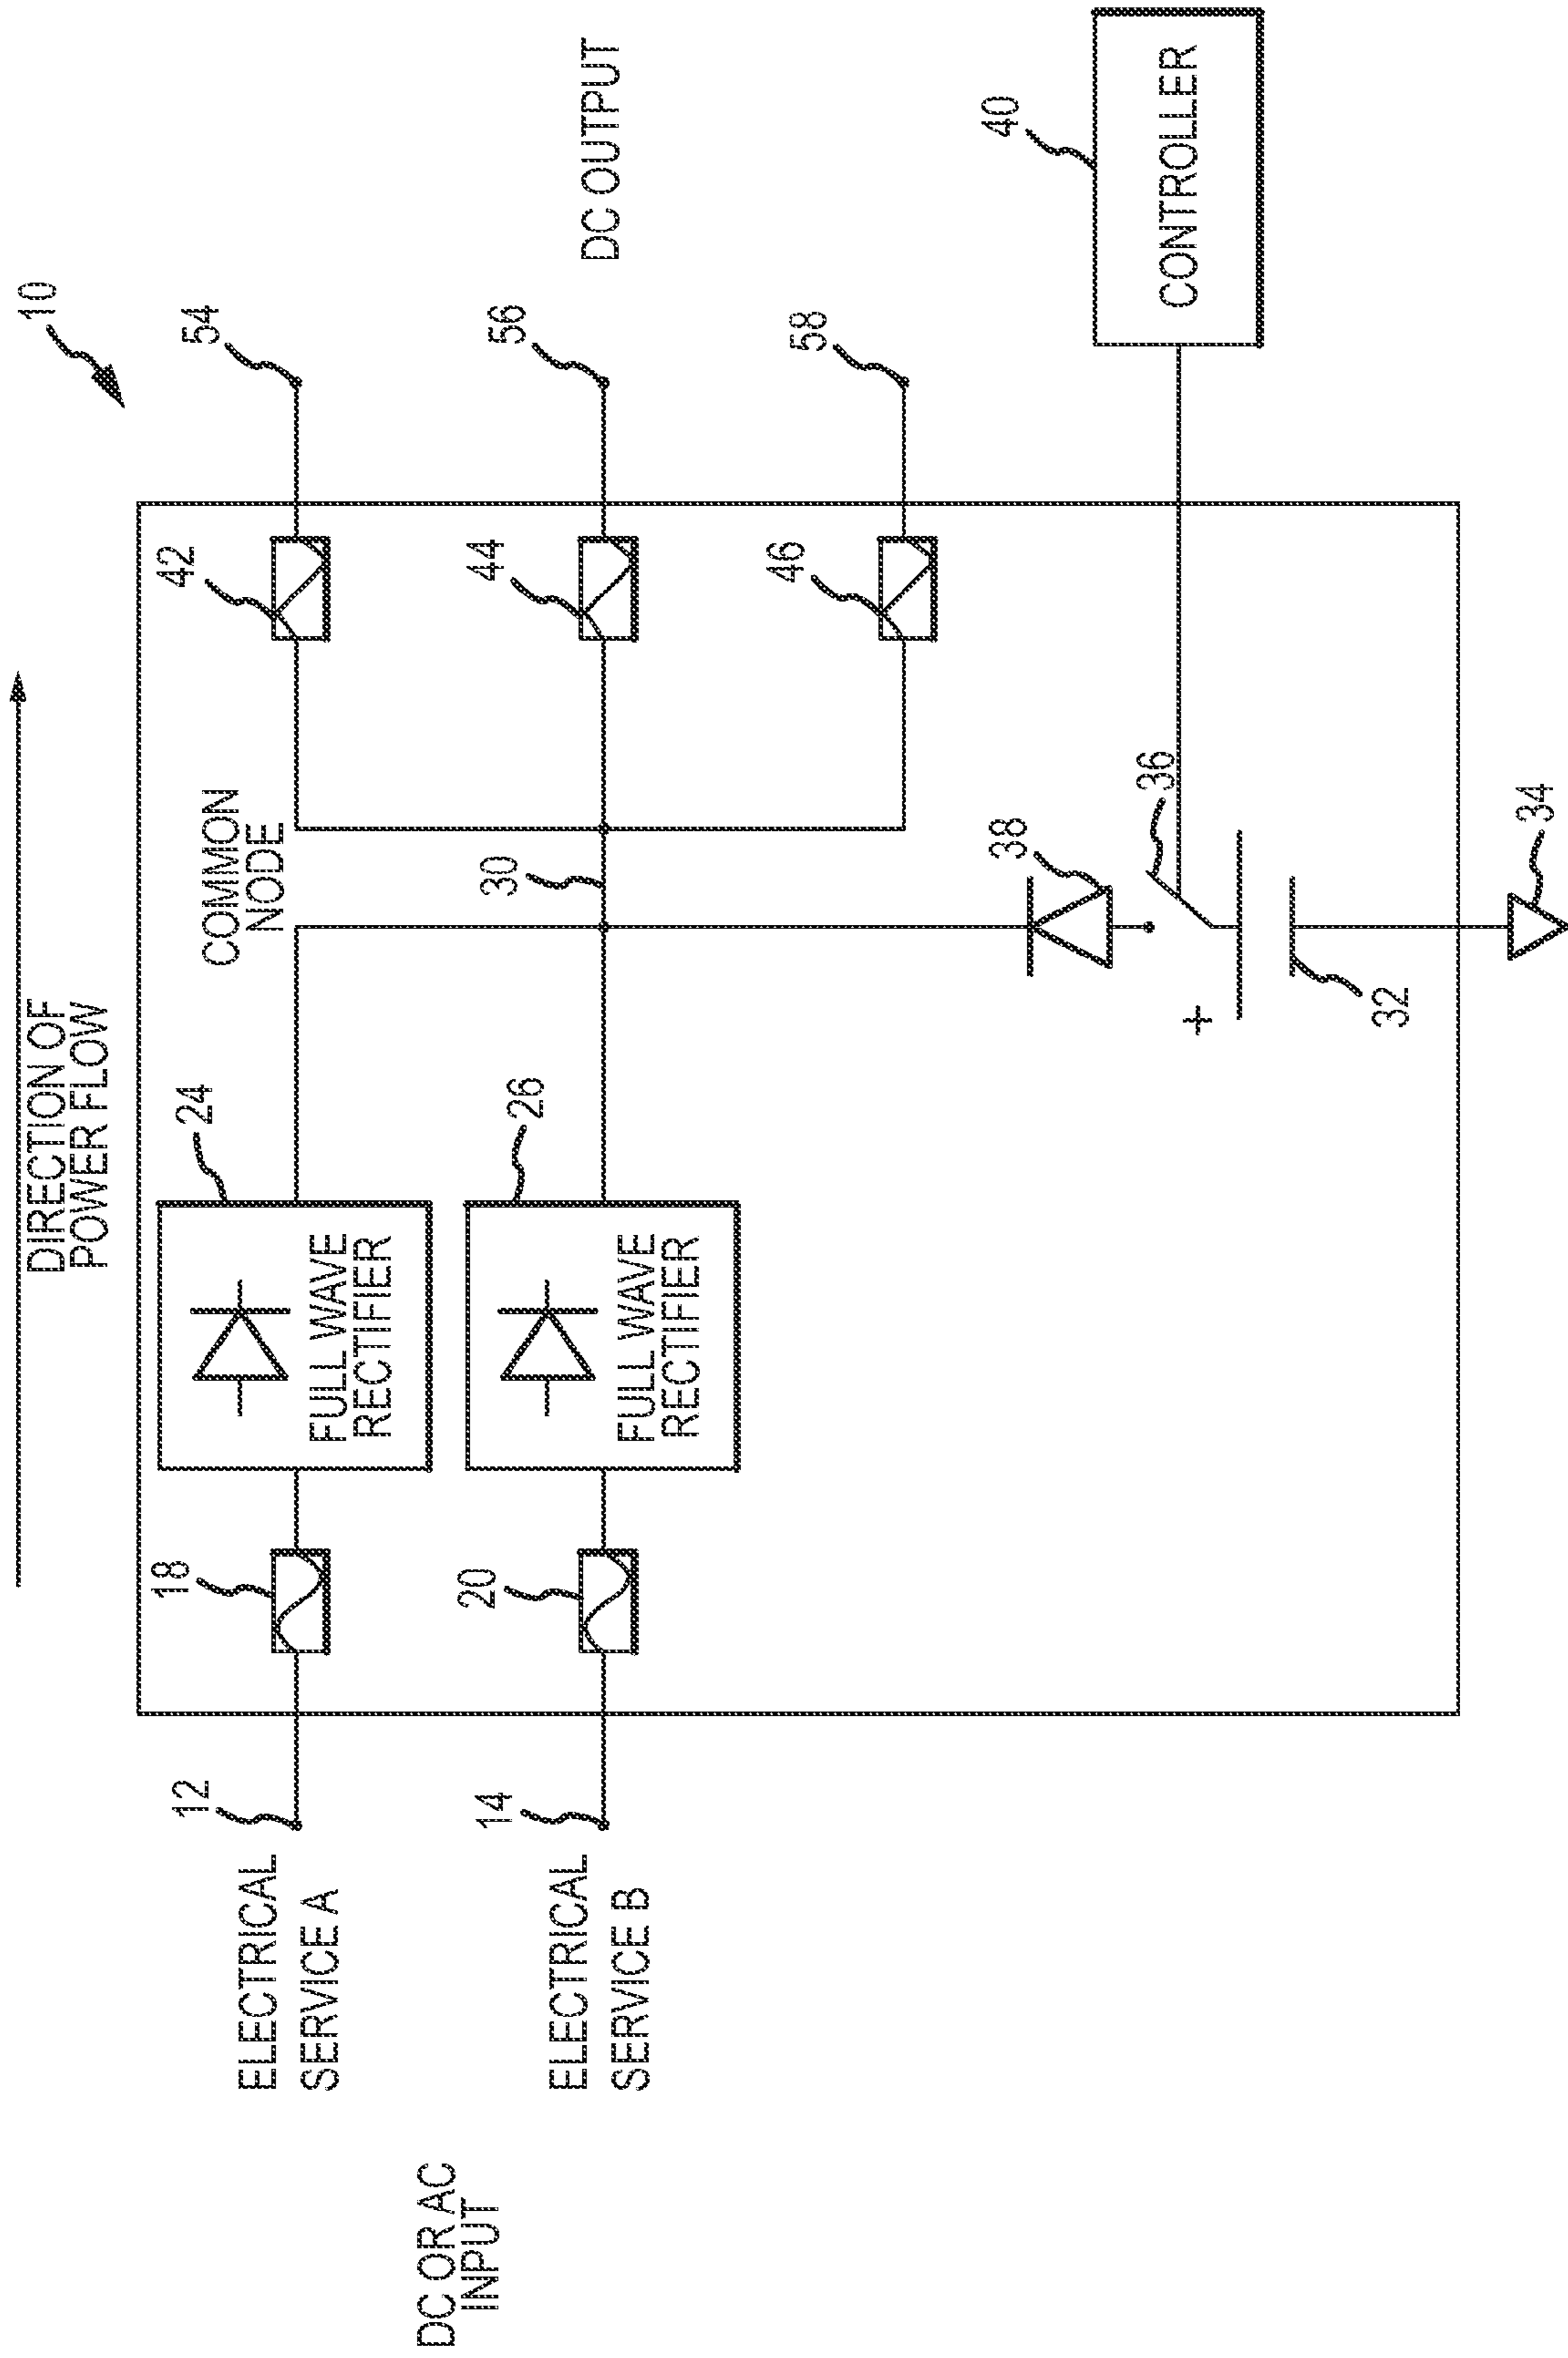 DIRECTION OF
POWER FLOW
10
DC OR AC
INPUT
ELECTRICAL
SERVICE A
12
18
24
FULL WAVE
RECTIFIER
COMMON
NODE
42
54
ELECTRICAL
SERVICE B
14
20
26
FULL WAVE
RECTIFIER
30
44
56
DC OUTPUT
46
58
38
36
+
32
34
40
CONTROLLER